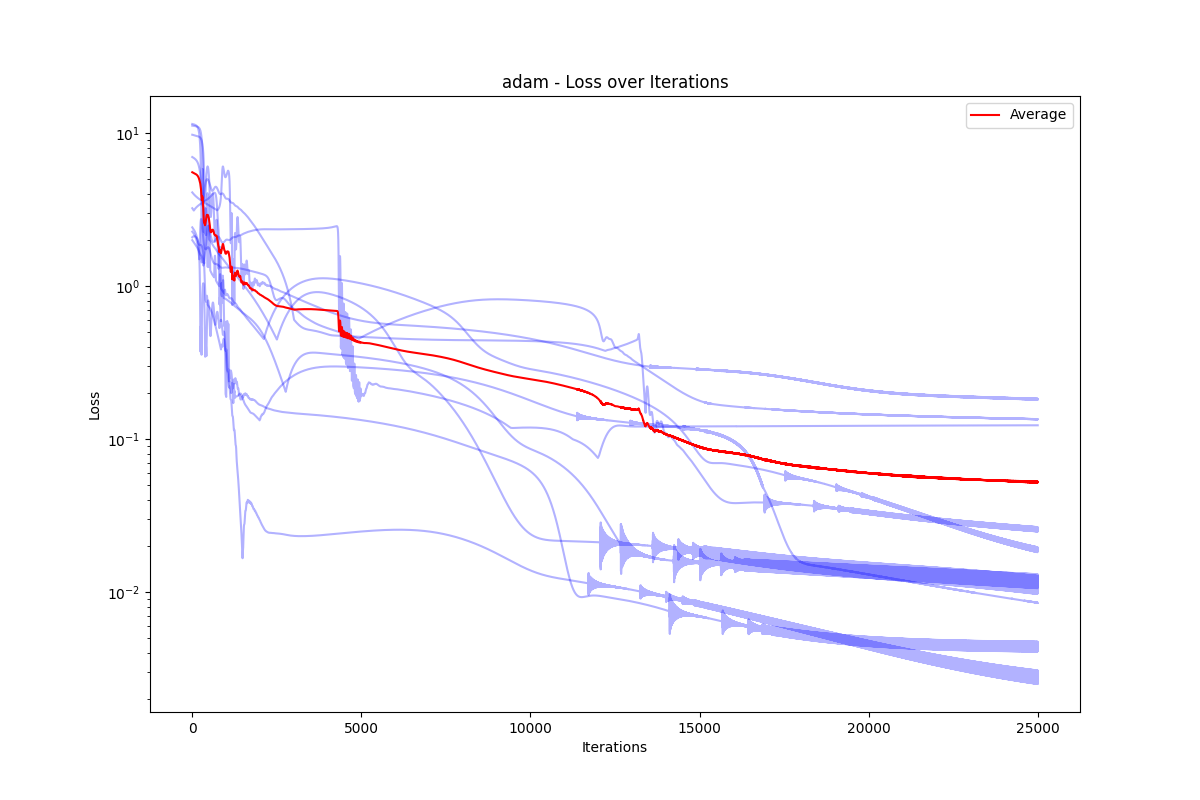 adam - Loss over Iterations
Average
10¹
10⁰
10⁻¹
10⁻²
Loss
0 5000 10000 15000 20000 25000
Iterations